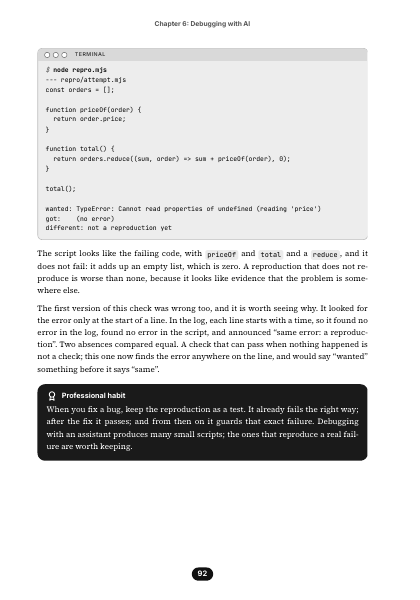 Chapter 6: Debugging with AI
TERMINAL
$ node repro.mjs
--- repro/attempt.mjs
const orders = [];
function priceOf(order) {
  return order.price;
}
function total() {
  return orders.reduce((sum, order) => sum + priceOf(order), 0);
}
total();
wanted: TypeError: Cannot read properties of undefined (reading 'price')
got:    (no error)
different: not a reproduction yet
The script looks like the failing code, with priceOf and total and a reduce, and it
does not fail: it adds up an empty list, which is zero. A reproduction that does not re-
produce is worse than none, because it looks like evidence that the problem is some-
where else.
The first version of this check was wrong too, and it is worth seeing why. It looked for
the error only at the start of a line. In the log, each line starts with a time, so it found no
error in the log, found no error in the script, and announced “same error: a reproduc-
tion”. Two absences compared equal. A check that can pass when nothing happened is
not a check; this one now finds the error anywhere on the line, and would say “wanted”
something before it says “same”.
Professional habit
When you fix a bug, keep the reproduction as a test. It already fails the right way;
after the fix it passes; and from then on it guards that exact failure. Debugging
with an assistant produces many small scripts; the ones that reproduce a real fail-
ure are worth keeping.
92